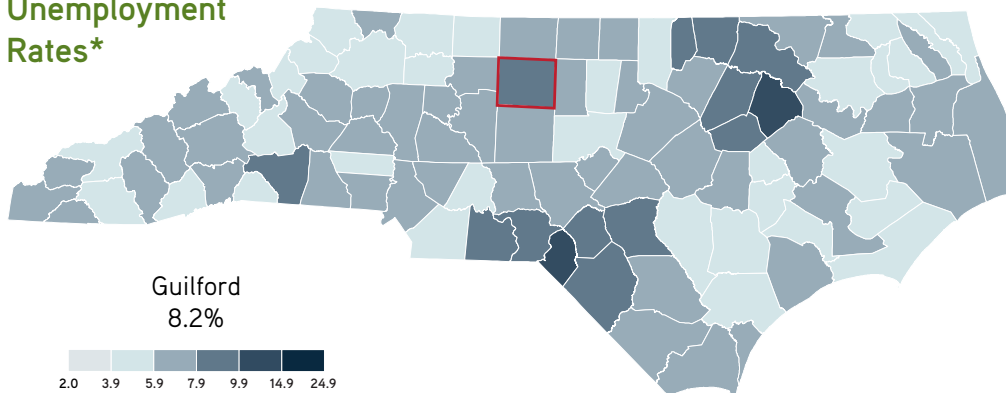 Unemployment
Rates*
Guilford
8.2%
2.0 3.9 5.9 7.9 9.9 14.9 24.9